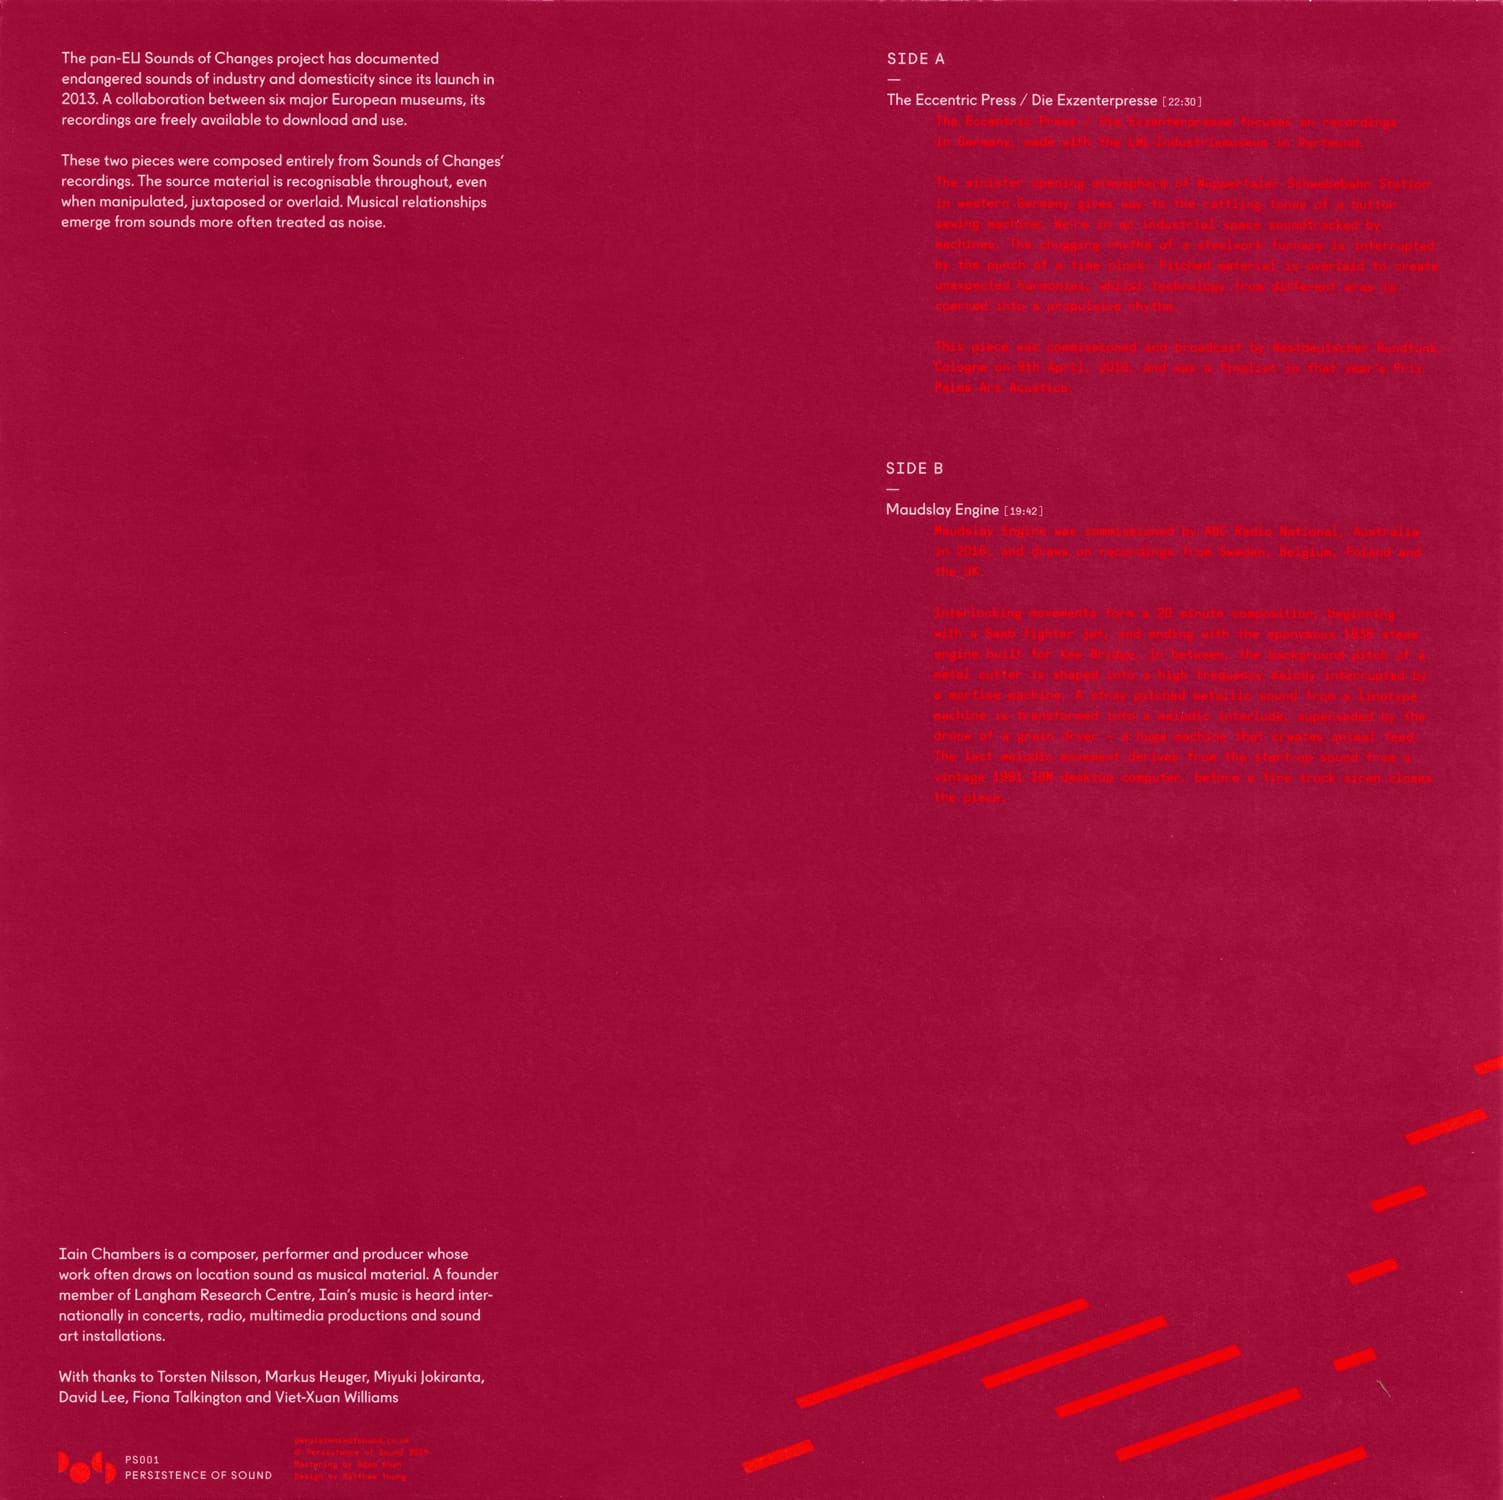 The pan-EU Sounds of Changes project has documented
endangered sounds of industry and domesticity since its launch in
2013. A collaboration between six major European museums, its
recordings are freely available to download and use.
These two pieces were composed entirely from Sounds of Changes’
recordings. The source material is recognisable throughout, even
when manipulated, juxtaposed or overlaid. Musical relationships
emerge from sounds more often treated as noise.
SIDE A
—
The Eccentric Press / Die Exzenterpresse [22:30]
The Eccentric Press / Die Exzenterpresse focuses on recordings
in Germany, made with the LWL-Industriemuseum in Dortmund.
The sinister opening atmosphere of Wuppertaler Schwebebahn Station
in western Germany gives way to the rattling tones of a button
sewing machine. We're in an industrial space soundtracked by
machines. The chugging rhythm of a steelwork furnace is interrupted
by the punch of a time clock. Pitched material is overlaid to create
unexpected harmonies, whilst technology from different eras is
coerced into a propulsive rhythm.
This piece was commissioned and broadcast by Westdeutscher Rundfunk
Cologne on 9th April, 2016, and was a finalist in that year's Prix
Palma Ars Acustica.
SIDE B
—
Maudslay Engine [19:42]
Maudslay Engine was commissioned by ABC Radio National, Australia
in 2016, and draws on recordings from Sweden, Belgium, Poland and
the UK.
Interlocking movements form a 20 minute composition, beginning
with a Saab fighter jet, and ending with the eponymous 1838 steam
engine built for Kew Bridge. In between, the background pitch of a
metal cutter is shaped into a high frequency melody interrupted by
a mortise machine. A stray pitched metallic sound from a Linotype
machine is transformed into a melodic interlude, superseded by the
drone of a grain dryer - a huge machine that creates animal feed.
The last melodic movement derives from the start-up sound from a
vintage 1991 IBM desktop computer, before a fire truck siren closes
the piece.
Iain Chambers is a composer, performer and producer whose
work often draws on location sound as musical material. A founder
member of Langham Research Centre, Iain’s music is heard inter-
nationally in concerts, radio, multimedia productions and sound
art installations.
With thanks to Torsten Nilsson, Markus Heuger, Miyuki Jokiranta,
David Lee, Fiona Talkington and Viet-Xuan Williams
PS001
PERSISTENCE OF SOUND
persistenceofsound.co.uk
Persistence of Sound
Mastering by
Design by Matthew Young